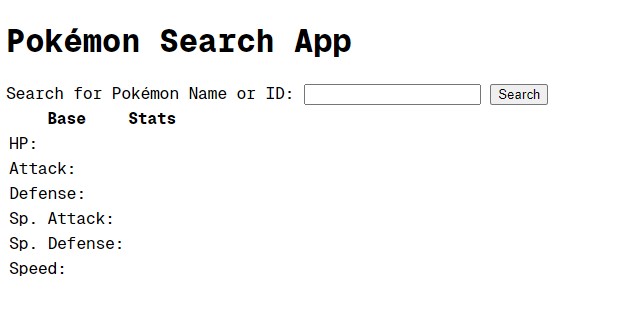 Pokémon Search App
Search for Pokémon Name or ID: Search
Base Stats
HP:
Attack:
Defense:
Sp. Attack:
Sp. Defense:
Speed: